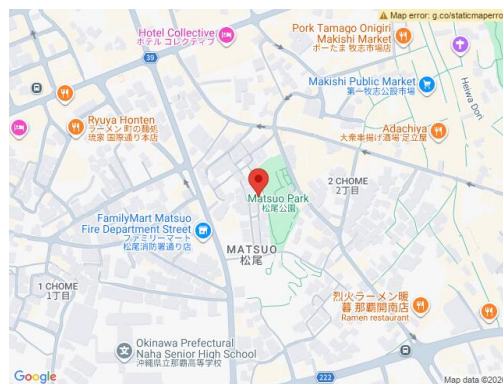 Map error: g.co/staticmaperr
Hotel Collective
ホテル コレクティブ
Pork Tamago Onigiri
Makishi Market
ポーたま 牧志市場店
39
Makishi Public Market
第一牧志公設市場
Heiwa Dori
Ryuya Honten
ラーメン 町の麺処
琉家 国際通り本店
Adachiya
大衆串揚げ酒場 足立屋
2 CHOME
2丁目
Matsuo Park
松尾公園
FamilyMart Matsuo
Fire Department Street
ファミリーマート
松尾消防署通り店
MATSUO
松尾
1 CHOME
1丁目
烈火ラーメン暖
暮 那覇開南店
Ramen restaurant
Okinawa Prefectural
Naha Senior High School
沖縄県立那覇高等学校
222
Google
Map data ©202